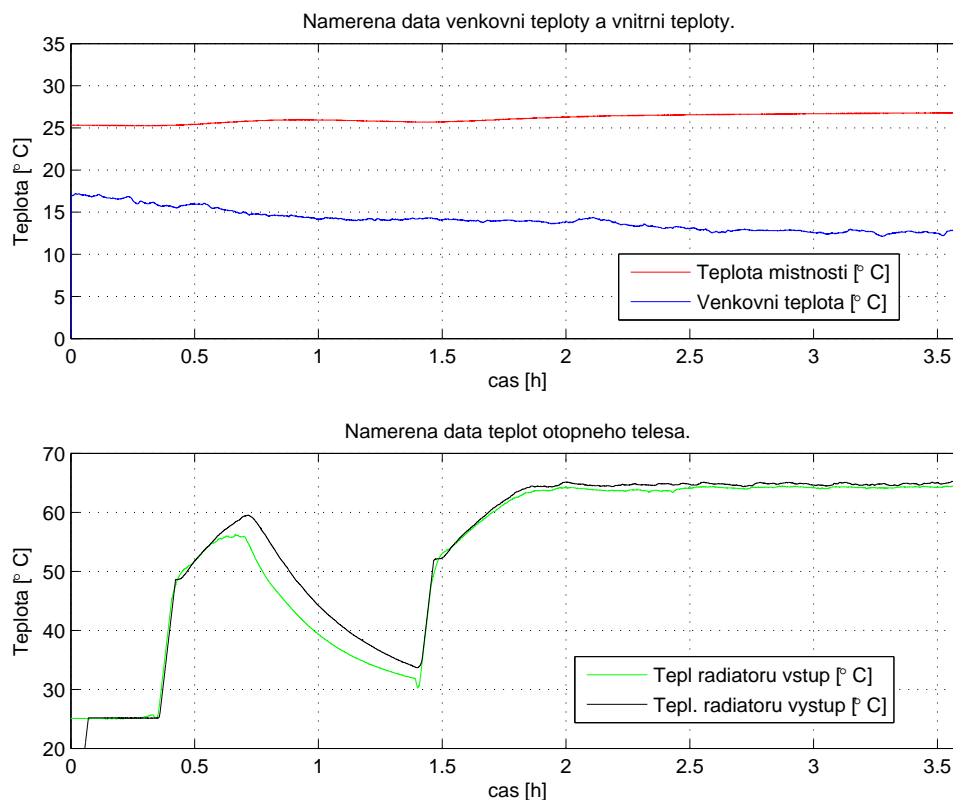 Namerena data venkovni teploty a vnitrni teploty.
35
30
25
20
15
10
5
0
Teplota [° C]
Teplota mistnosti [° C]
Venkovni teplota [° C]
0 0.5 1 1.5 2 2.5 3 3.5
cas [h]
Namerena data teplot otopneho telesa.
70
60
50
40
30
20
Teplota [° C]
Tepl radiatoru vstup [° C]
Tepl. radiatoru vystup [° C]
0 0.5 1 1.5 2 2.5 3 3.5
cas [h]